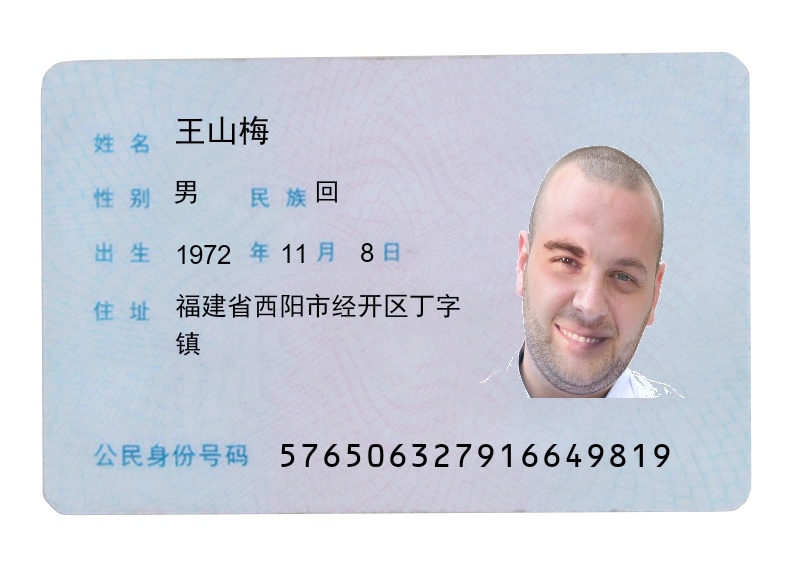 姓名 王山梅
性别 男 民族 回
出生 1972 年 11 月 8 日
住址 福建省西阳市经开区丁字
镇
公民身份号码 576506327916649819